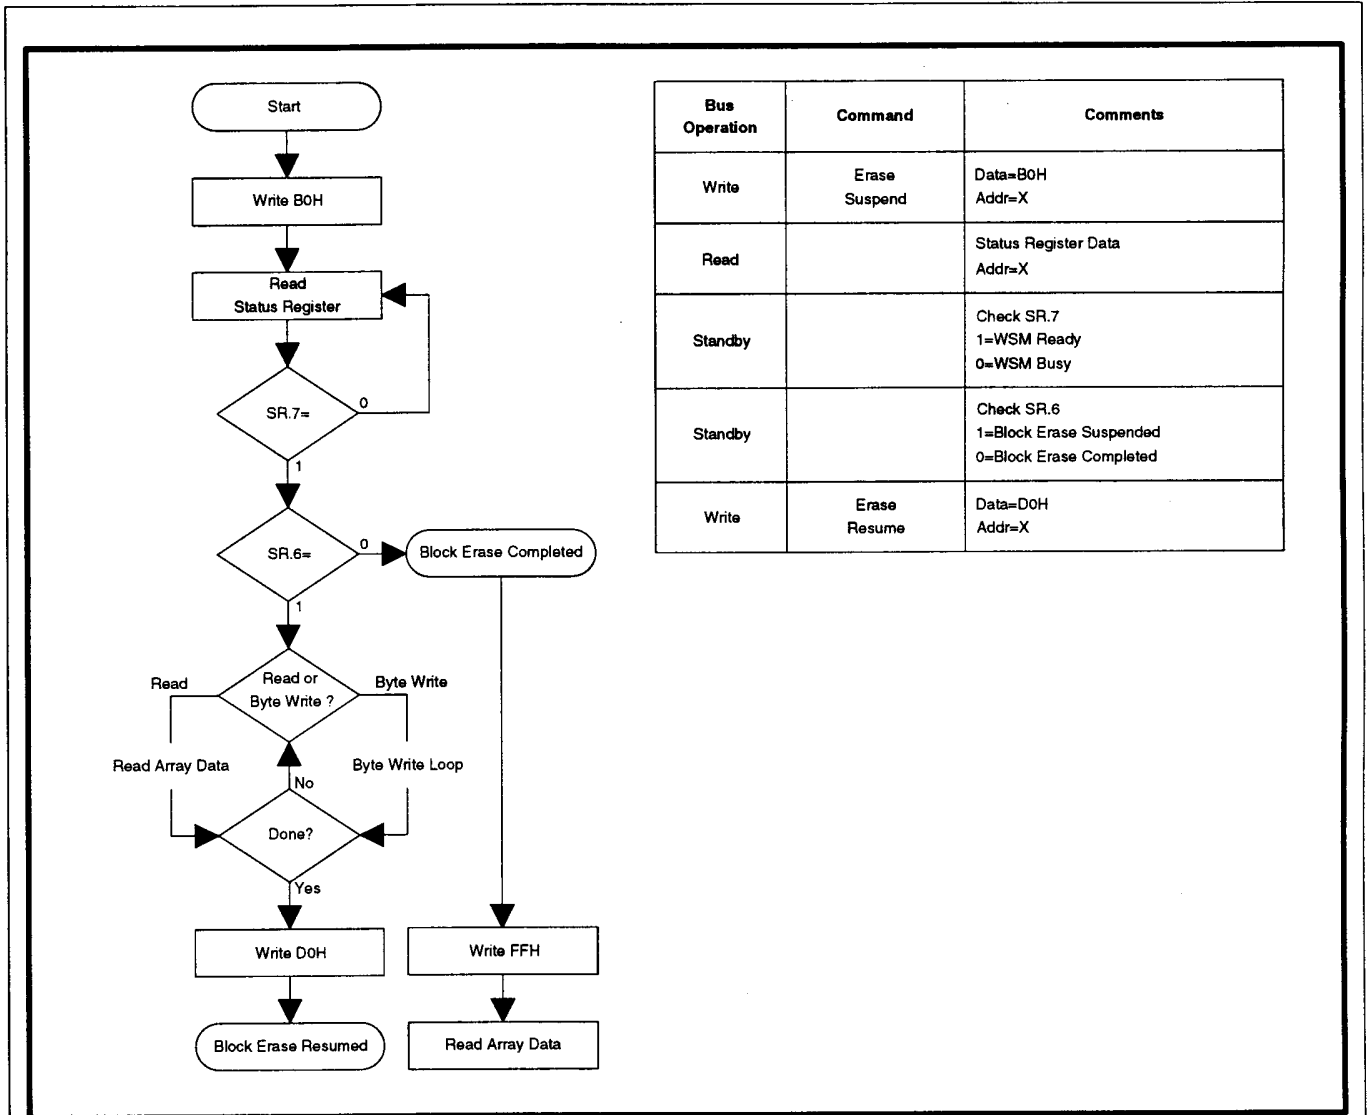 Start
Write B0H
Read
Status Register
SR.7=
0
1
SR.6=
0
Block Erase Completed
1
Read or
Byte Write ?
Read
Byte Write
Read Array Data
Byte Write Loop
No
Done?
Yes
Write D0H
Write FFH
Block Erase Resumed
Read Array Data
Bus
Operation
Command
Comments
Write
Erase
Suspend
Data=B0H
Addr=X
Read
Status Register Data
Addr=X
Standby
Check SR.7
1=WSM Ready
0=WSM Busy
Standby
Check SR.6
1=Block Erase Suspended
0=Block Erase Completed
Write
Erase
Resume
Data=D0H
Addr=X